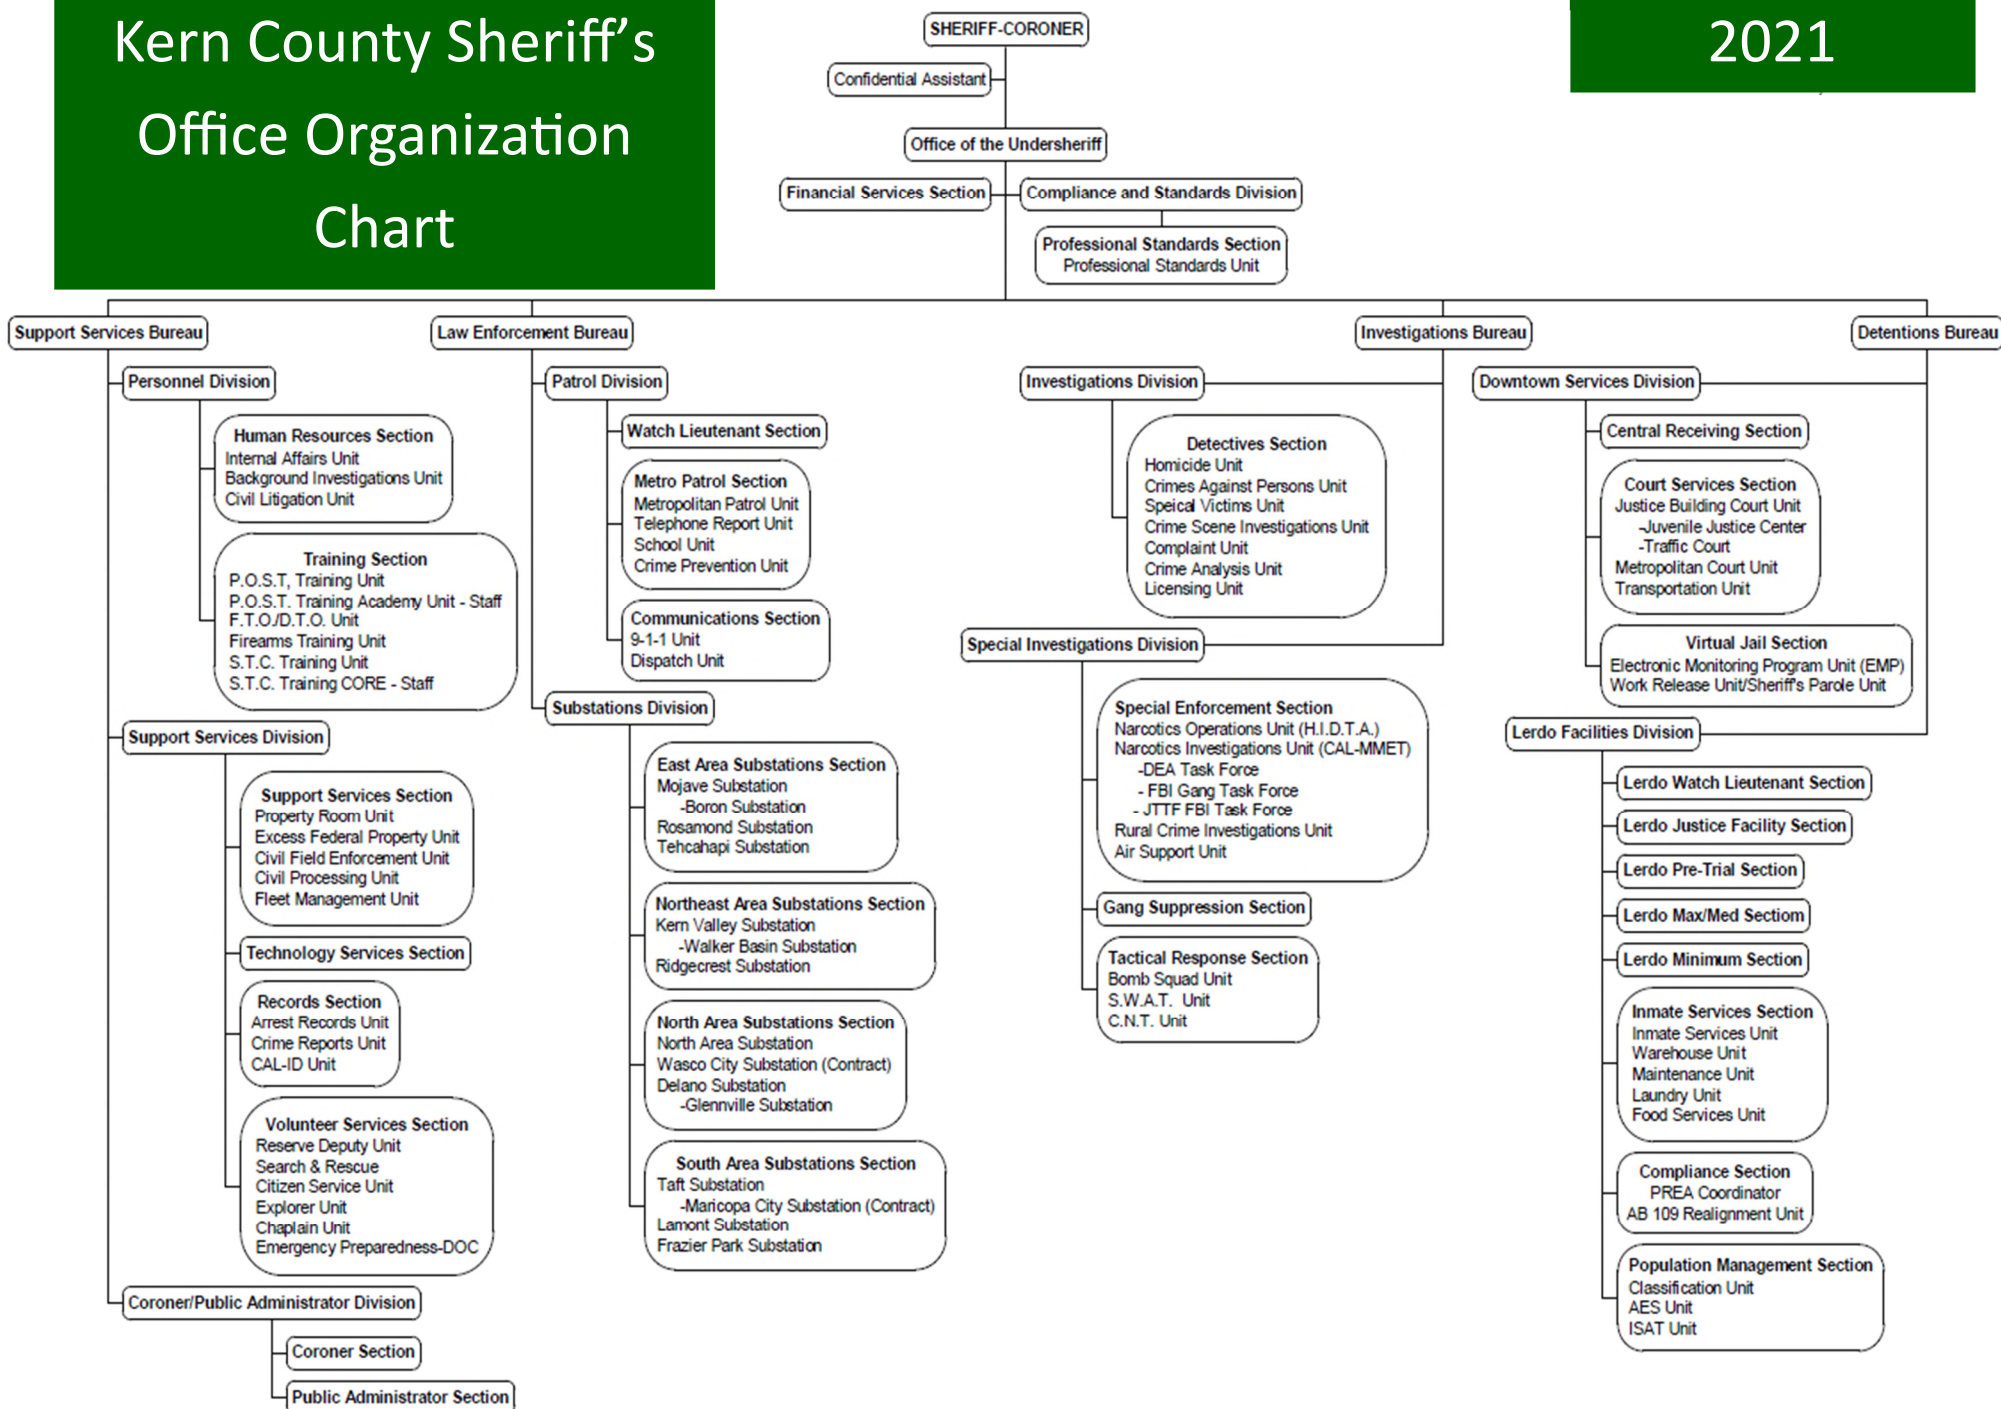 Kern County Sheriff's
Office Organization
Chart
2021
SHERIFF-CORONER
Confidential Assistant
Office of the Undersheriff
Financial Services Section
Compliance and Standards Division
Professional Standards Section
Professional Standards Unit
Support Services Bureau
Personnel Division
Human Resources Section
Internal Affairs Unit
Background Investigations Unit
Civil Litigation Unit
Training Section
P.O.S.T, Training Unit
P.O.S.T. Training Academy Unit - Staff
F.T.O./D.T.O. Unit
Firearms Training Unit
S.T.C. Training Unit
S.T.C. Training CORE - Staff
Support Services Division
Support Services Section
Property Room Unit
Excess Federal Property Unit
Civil Field Enforcement Unit
Civil Processing Unit
Fleet Management Unit
Technology Services Section
Records Section
Arrest Records Unit
Crime Reports Unit
CAL-ID Unit
Volunteer Services Section
Reserve Deputy Unit
Search & Rescue
Citizen Service Unit
Explorer Unit
Chaplain Unit
Emergency Preparedness-DOC
Coroner/Public Administrator Division
Coroner Section
Public Administrator Section
Law Enforcement Bureau
Patrol Division
Watch Lieutenant Section
Metro Patrol Section
Metropolitan Patrol Unit
Telephone Report Unit
School Unit
Crime Prevention Unit
Communications Section
9-1-1 Unit
Dispatch Unit
Substations Division
East Area Substations Section
Mojave Substation
-Boron Substation
Rosamond Substation
Tehcahapi Substation
Northeast Area Substations Section
Kern Valley Substation
-Walker Basin Substation
Ridgecrest Substation
North Area Substations Section
North Area Substation
Wasco City Substation (Contract)
Delano Substation
-Glennville Substation
South Area Substations Section
Taft Substation
-Maricopa City Substation (Contract)
Lamont Substation
Frazier Park Substation
Investigations Bureau
Investigations Division
Detectives Section
Homicide Unit
Crimes Against Persons Unit
Speical Victims Unit
Crime Scene Investigations Unit
Complaint Unit
Crime Analysis Unit
Licensing Unit
Special Investigations Division
Special Enforcement Section
Narcotics Operations Unit (H.I.D.T.A.)
Narcotics Investigations Unit (CAL-MMET)
-DEA Task Force
- FBI Gang Task Force
- JTTF FBI Task Force
Rural Crime Investigations Unit
Air Support Unit
Gang Suppression Section
Tactical Response Section
Bomb Squad Unit
S.W.A.T. Unit
C.N.T. Unit
Detentions Bureau
Downtown Services Division
Central Receiving Section
Court Services Section
Justice Building Court Unit
-Juvenile Justice Center
-Traffic Court
Metropolitan Court Unit
Transportation Unit
Virtual Jail Section
Electronic Monitoring Program Unit (EMP)
Work Release Unit/Sheriff's Parole Unit
Lerdo Facilities Division
Lerdo Watch Lieutenant Section
Lerdo Justice Facility Section
Lerdo Pre-Trial Section
Lerdo Max/Med Sectiom
Lerdo Minimum Section
Inmate Services Section
Inmate Services Unit
Warehouse Unit
Maintenance Unit
Laundry Unit
Food Services Unit
Compliance Section
PREA Coordinator
AB 109 Realignment Unit
Population Management Section
Classification Unit
AES Unit
ISAT Unit